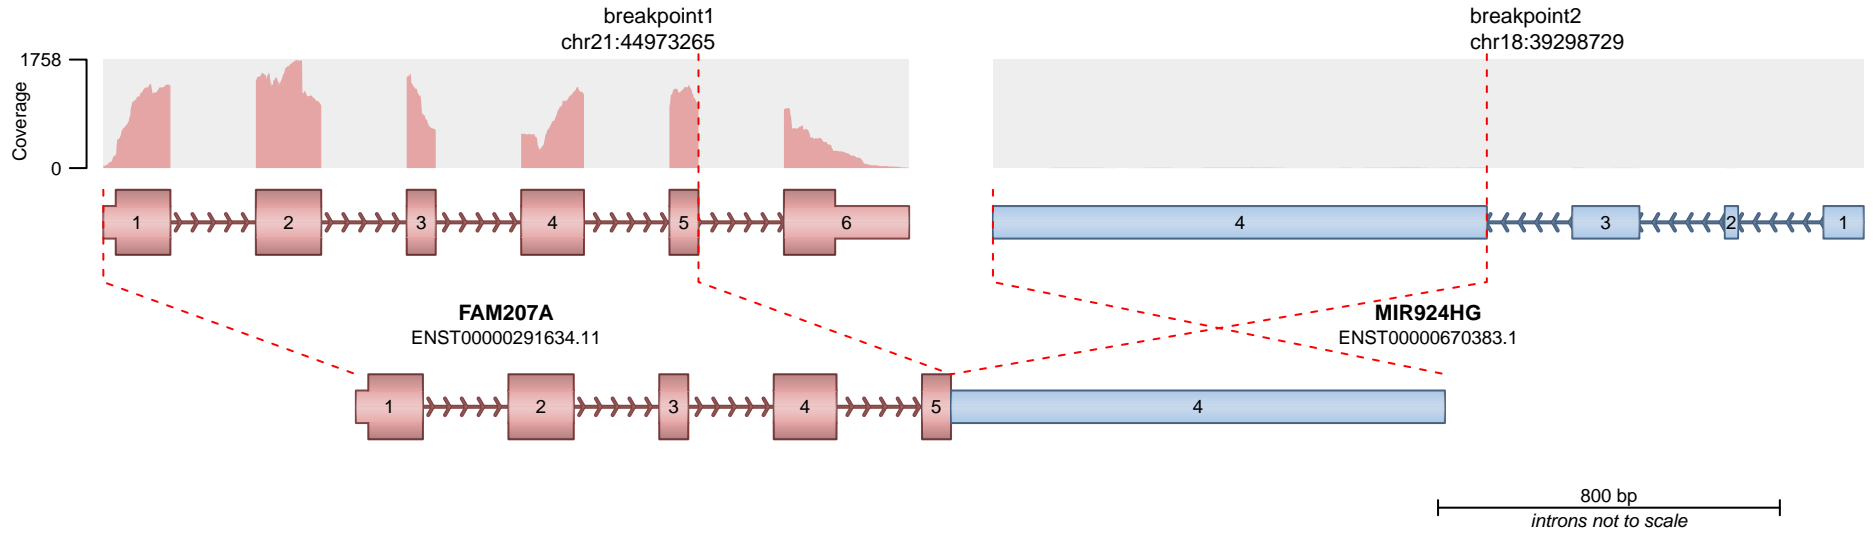 breakpoint1
chr21:44973265
breakpoint2
chr18:39298729
1758
Coverage
0
1 2 3 4 5 6
4 3 2 1
FAM207A
ENST00000291634.11
MIR924HG
ENST00000670383.1
1 2 3 4 5 4
800 bp
introns not to scale